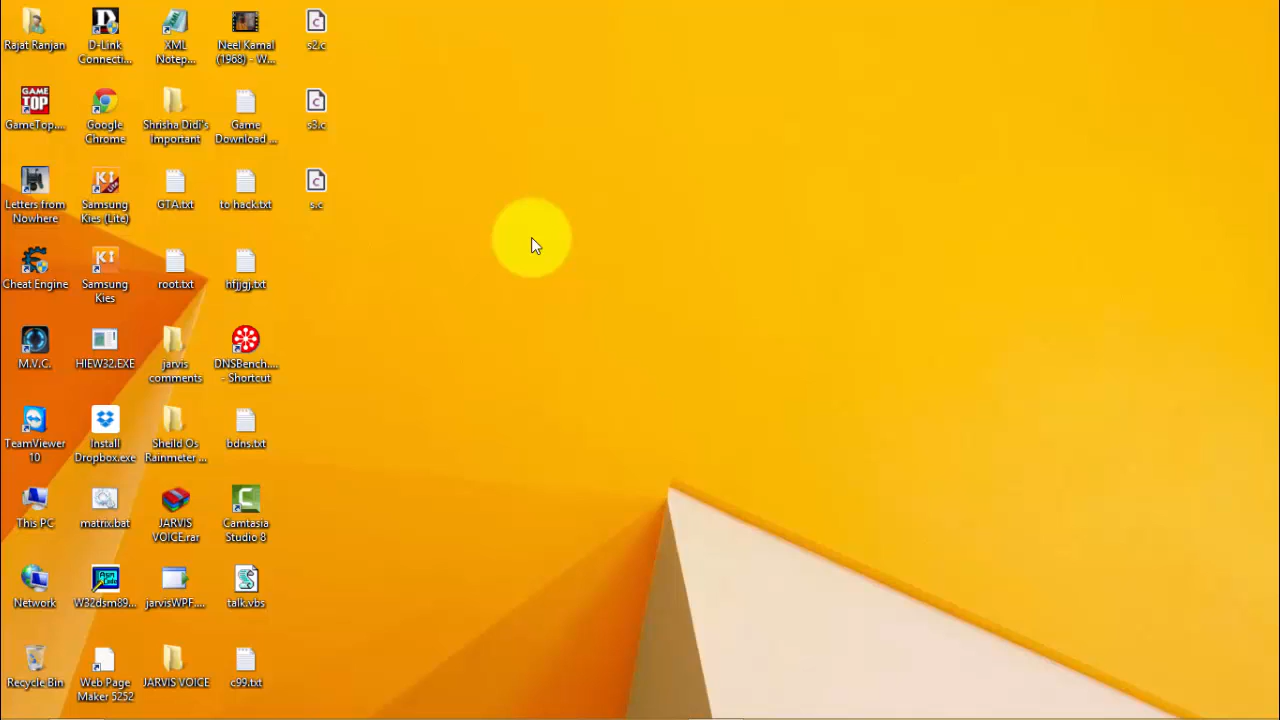 Rajat Ranjan
D-Link
Connecti...
XML
Notep...
Neel Kamal
(1968) - W...
s2.c
GAME
TOP
GameTop....
Google
Chrome
Shrisha Didi's
Important
Game
Download ...
s3.c
Letters from
Nowhere
Samsung
Kies (Lite)
GTA.txt
to hack.txt
s.c
Cheat Engine
Samsung
Kies
root.txt
hfjjgj.txt
M.V.C.
HIEW32.EXE
jarvis
comments
DNSBench....
- Shortcut
TeamViewer
10
Install
Dropbox.exe
Sheild Os
Rainmeter ...
bdns.txt
This PC
matrix.bat
JARVIS
VOICE.rar
Camtasia
Studio 8
Network
W32dsm89...
jarvisWPF....
talk.vbs
Recycle Bin
Web Page
Maker 5252
JARVIS VOICE
c99.txt